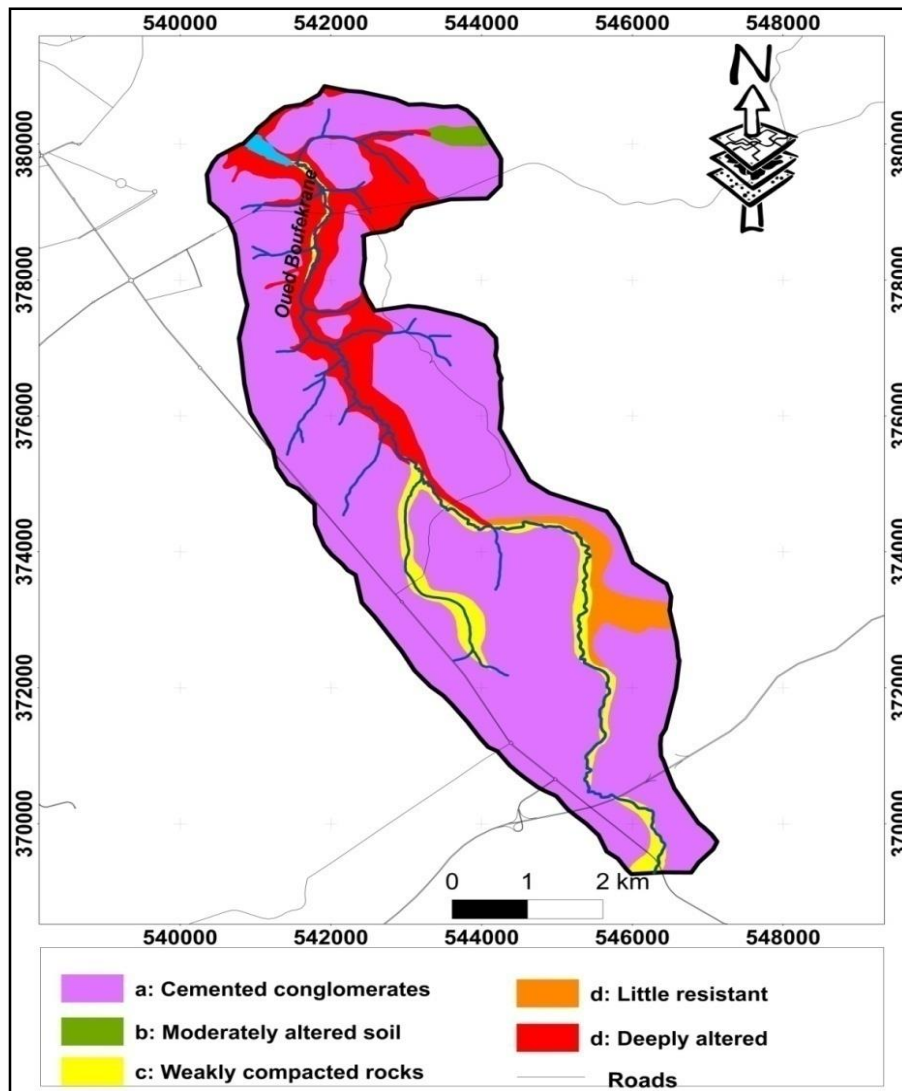 540000 542000 544000 546000 548000
N
380000 380000
Oued Boufekrane
378000 378000
376000 376000
374000 374000
372000 372000
370000 370000
0 1 2 km
540000 542000 544000 546000 548000
a: Cemented conglomerates
b: Moderately altered soil
c: Weakly compacted rocks
d: Little resistant
d: Deeply altered
Roads